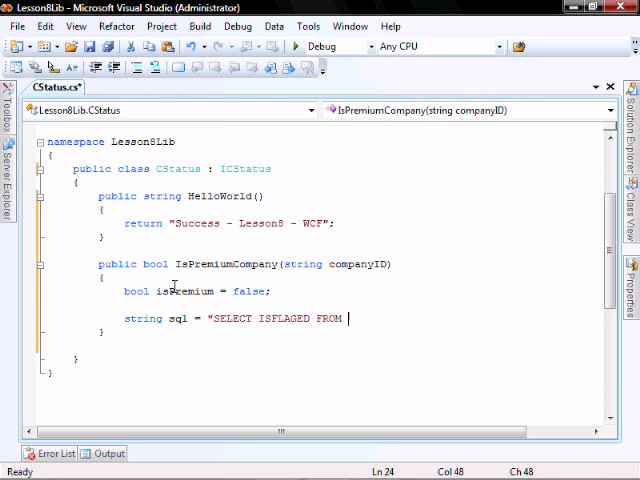 Lesson8Lib - Microsoft Visual Studio (Administrator)
File Edit View Refactor Project Build Debug Data Tools Test Window Help
Debug Any CPU
CStatus.cs*
Lesson8Lib.CStatus IsPremiumCompany(string companyID)
namespace Lesson8Lib
{
public class CStatus : ICStatus
{
public string HelloWorld()
{
return "Success - Lesson8 - WCF";
}
public bool IsPremiumCompany(string companyID)
{
bool isPremium = false;
string sql = "SELECT ISFLAGED FROM
}
}
}
Toolbox
Server Explorer
Solution Explorer
Class View
Properties
Error List Output
Ready Ln 24 Col 48 Ch 48